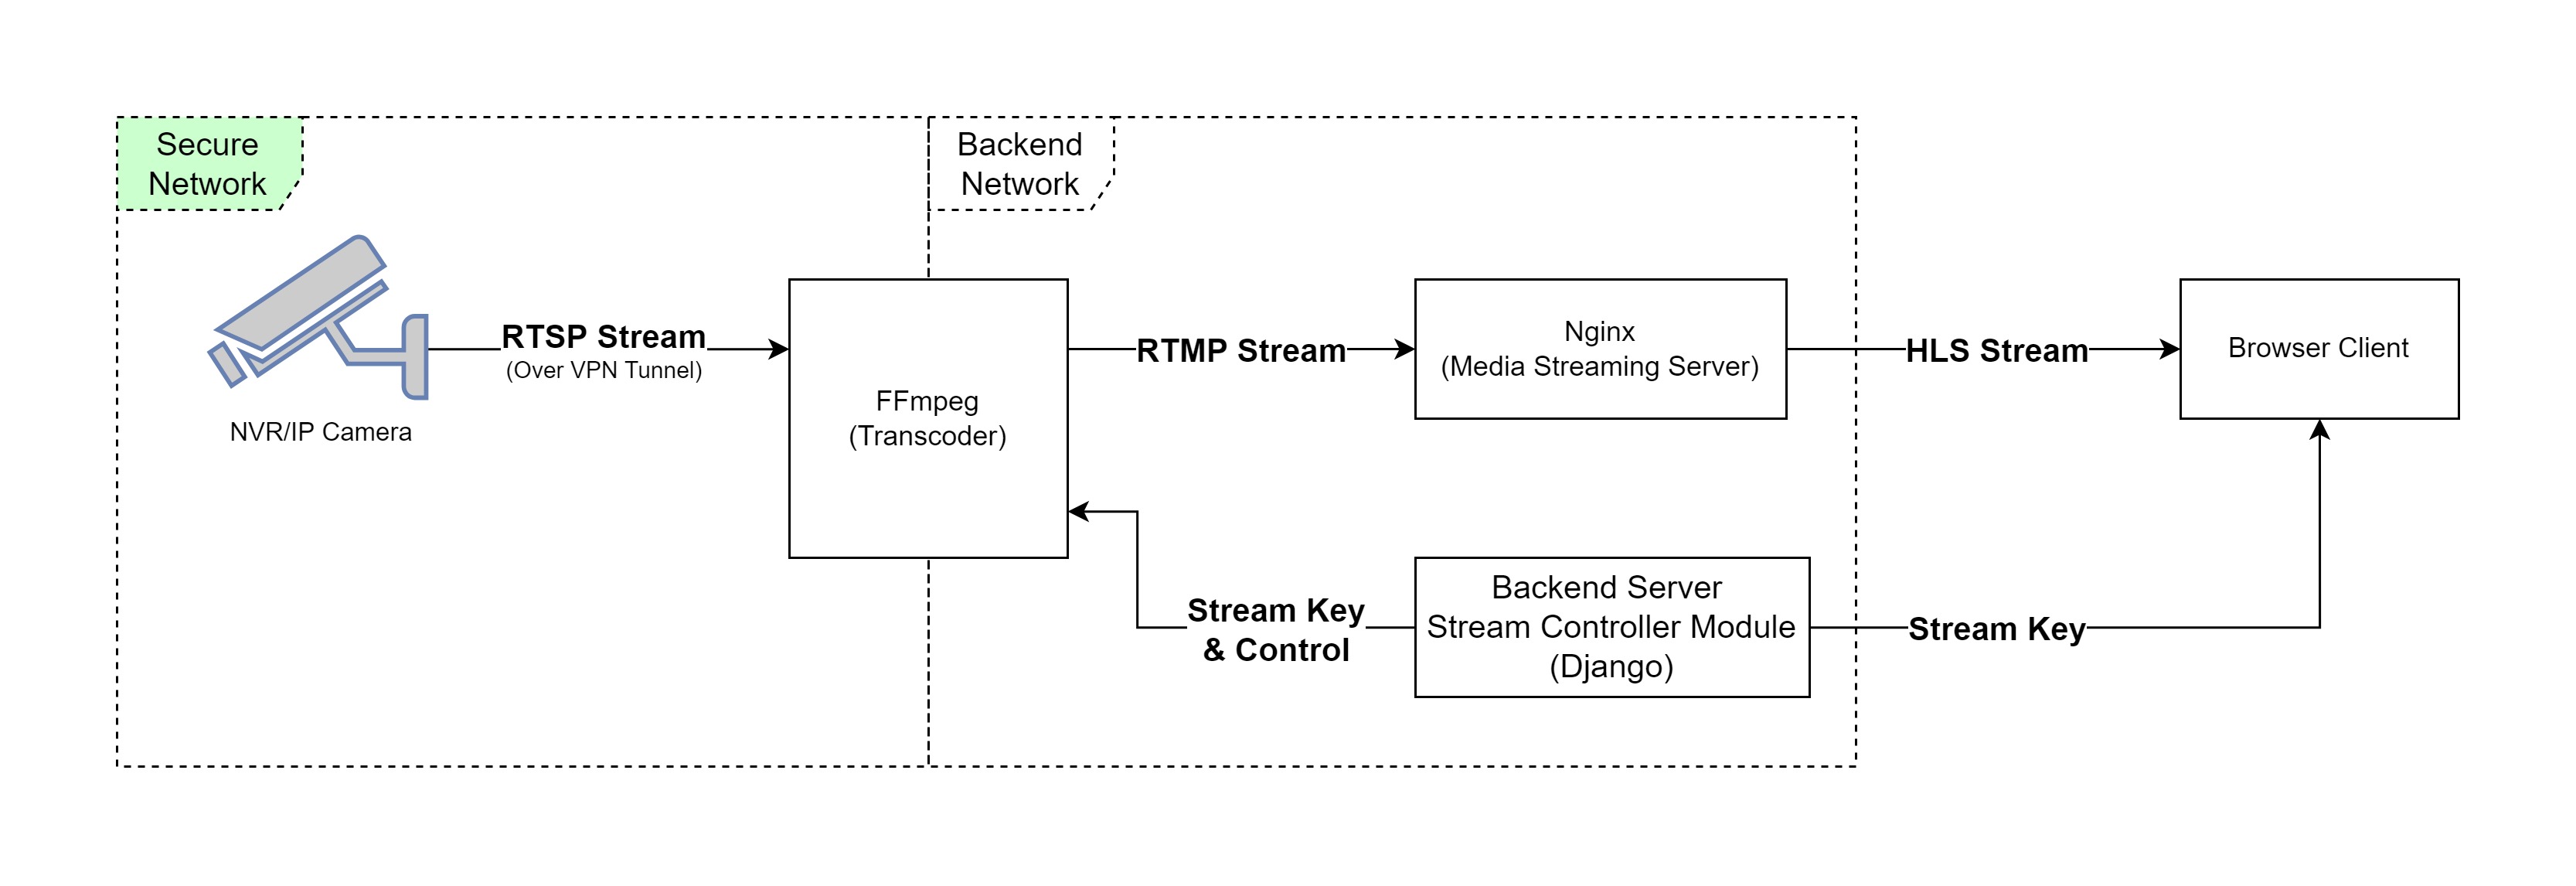 Secure
Network
Backend
Network
RTSP Stream
(Over VPN Tunnel)
NVR/IP Camera
FFmpeg
(Transcoder)
RTMP Stream
Nginx
(Media Streaming Server)
HLS Stream
Browser Client
Stream Key
& Control
Backend Server
Stream Controller Module
(Django)
Stream Key